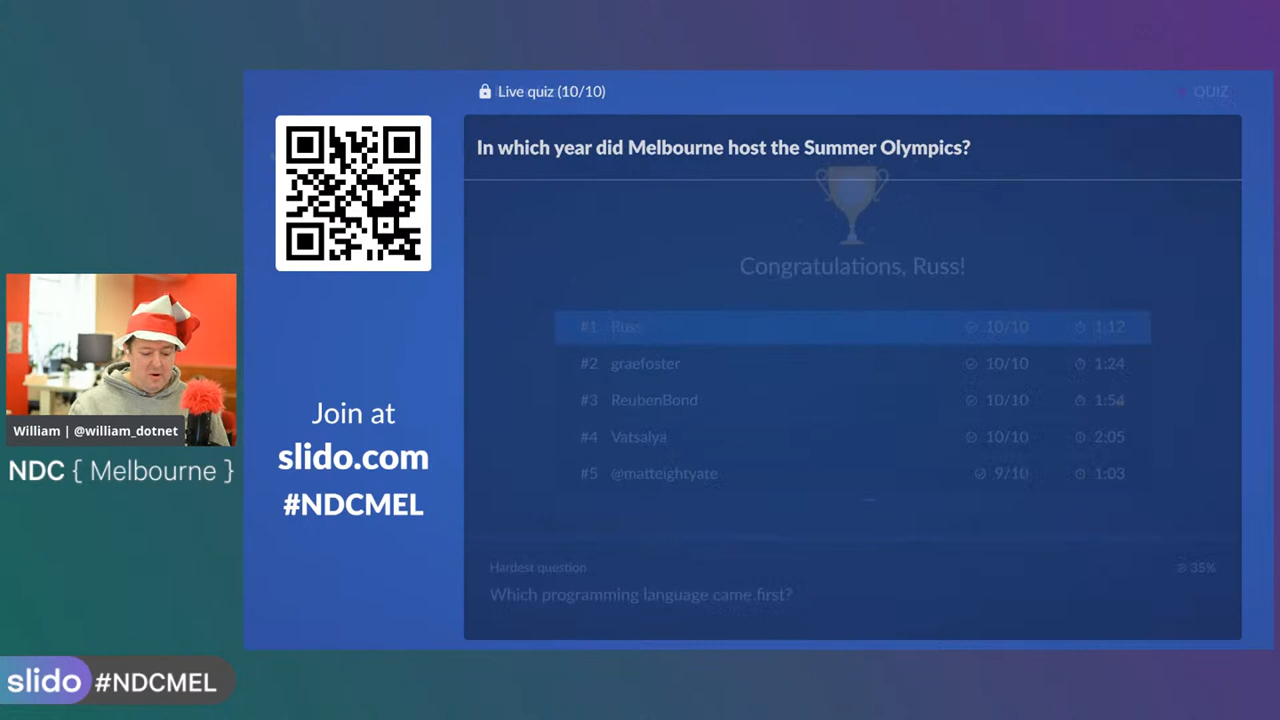 Live quiz (10/10)
QUIZ
In which year did Melbourne host the Summer Olympics?
Congratulations, Russ!
#1 Russ 10/10 1:12
#2 graefoster 10/10 1:24
#3 ReubenBond 10/10 1:54
#4 Vatsalya 10/10 2:05
#5 @matteightyate 9/10 1:03
Hardest question 35%
Which programming language came first?
Join at
slido.com
#NDCMEL
William | @william_dotnet
NDC { Melbourne }
slido #NDCMEL